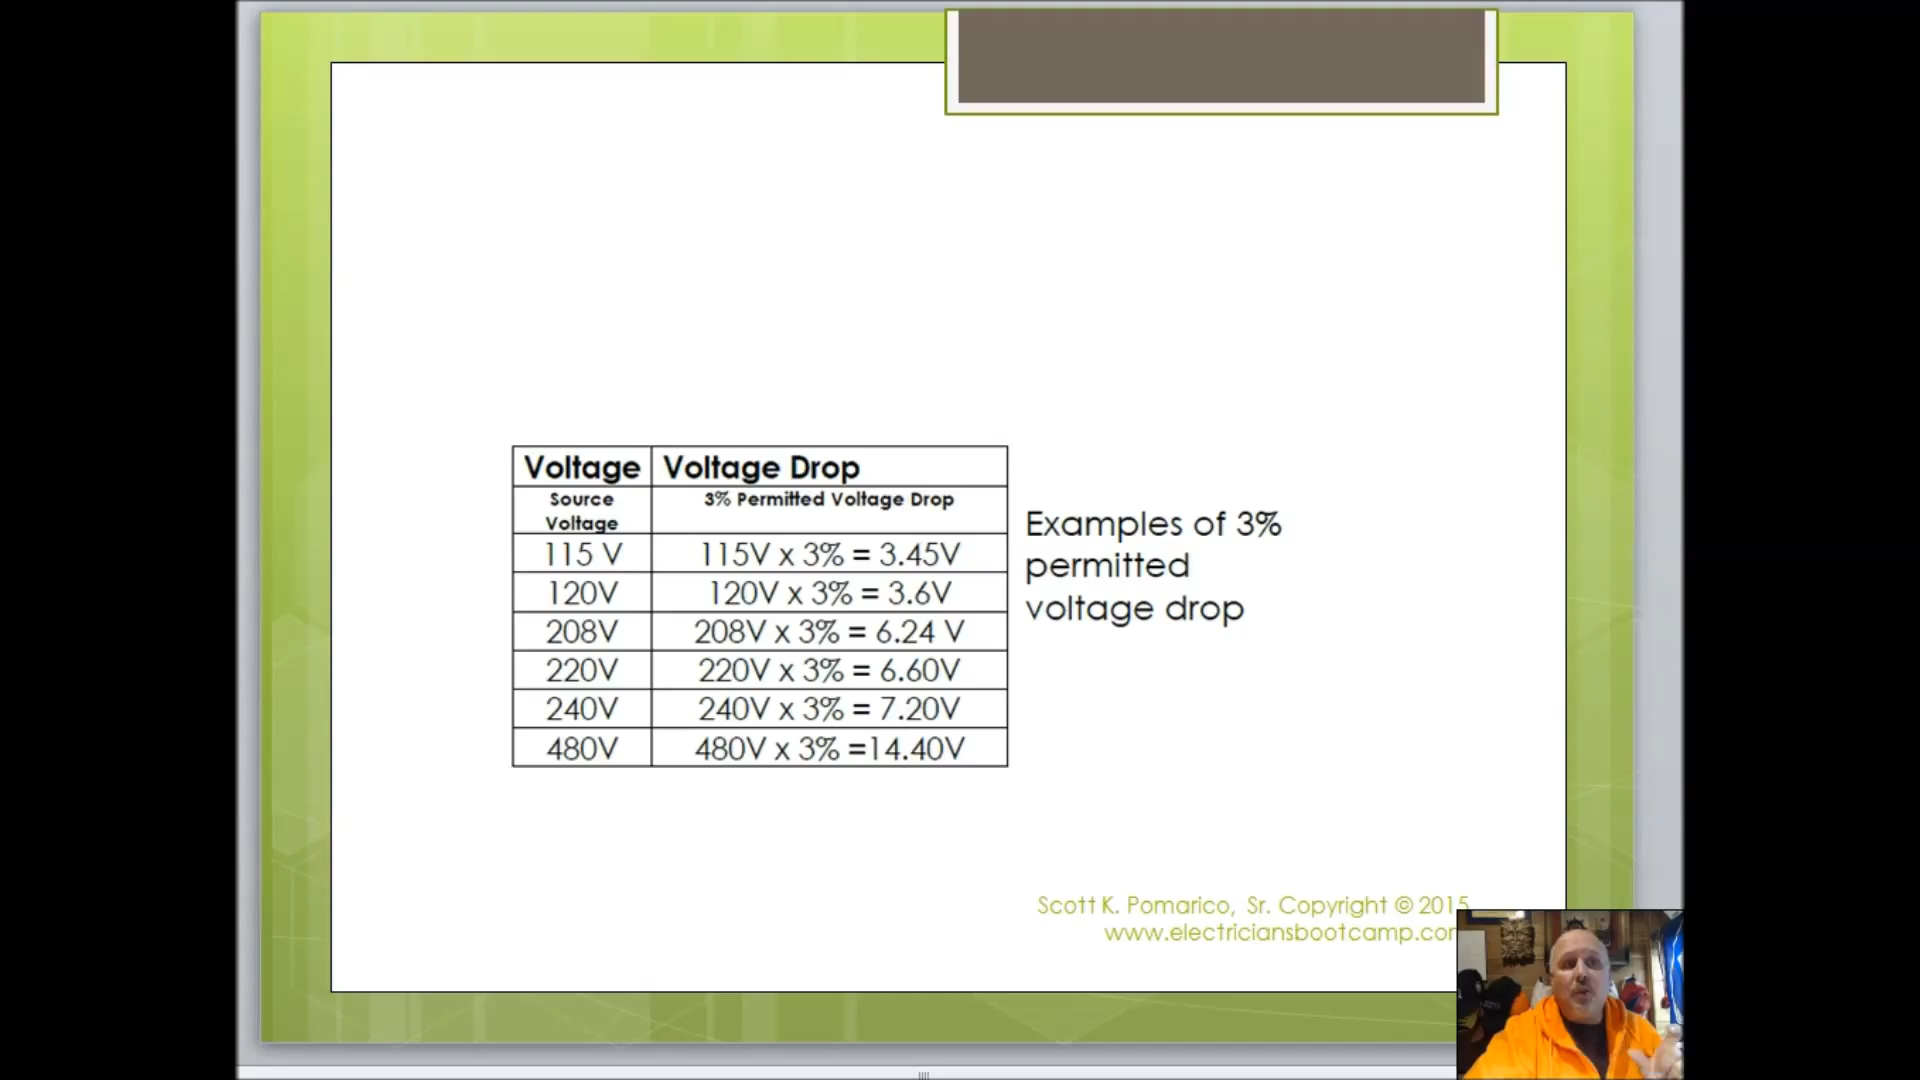 Voltage Voltage Drop
Source Voltage 3% Permitted Voltage Drop
115 V 115V x 3% = 3.45V
120V 120V x 3% = 3.6V
208V 208V x 3% = 6.24 V
220V 220V x 3% = 6.60V
240V 240V x 3% = 7.20V
480V 480V x 3% =14.40V
Examples of 3%
permitted
voltage drop
Scott K. Pomarico, Sr. Copyright © 2015
www.electriciansbootcamp.com